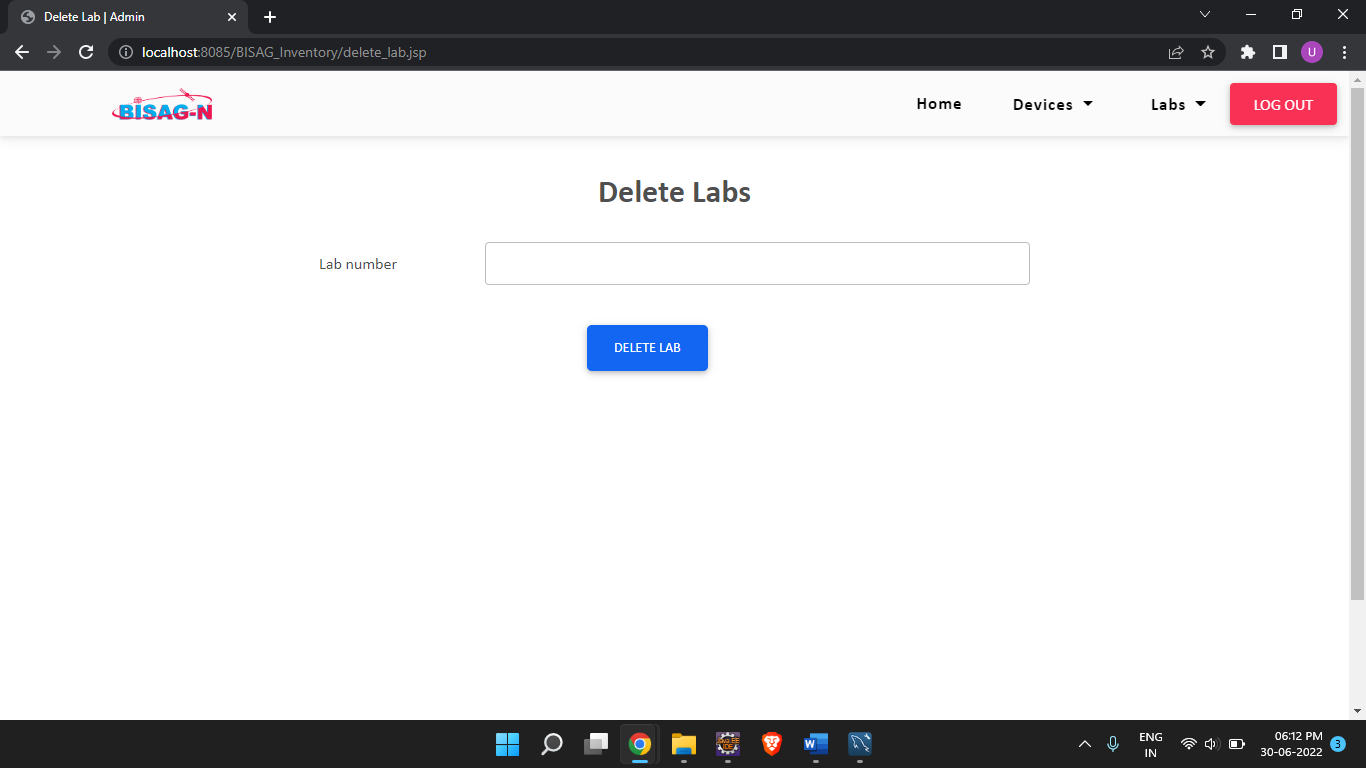 Delete Lab | Admin
localhost:8085/BISAG_Inventory/delete_lab.jsp
U
BISAG-N
Home
Devices
Labs
LOG OUT
Delete Labs
Lab number
DELETE LAB
W
ENG
IN
06:12 PM
30-06-2022
3